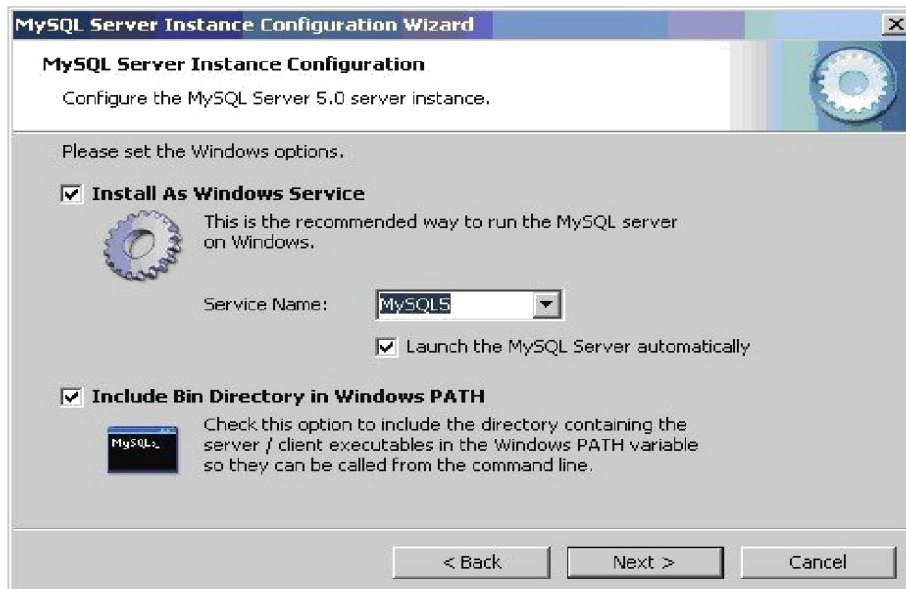 MySQL Server Instance Configuration Wizard
MySQL Server Instance Configuration
Configure the MySQL Server 5.0 server instance.
Please set the Windows options.
Install As Windows Service
This is the recommended way to run the MySQL server
on Windows.
Service Name:
MySQL5
Launch the MySQL Server automatically
Include Bin Directory in Windows PATH
Check this option to include the directory containing the
server / client executables in the Windows PATH variable
so they can be called from the command line.
MySQL>_
< Back
Next >
Cancel